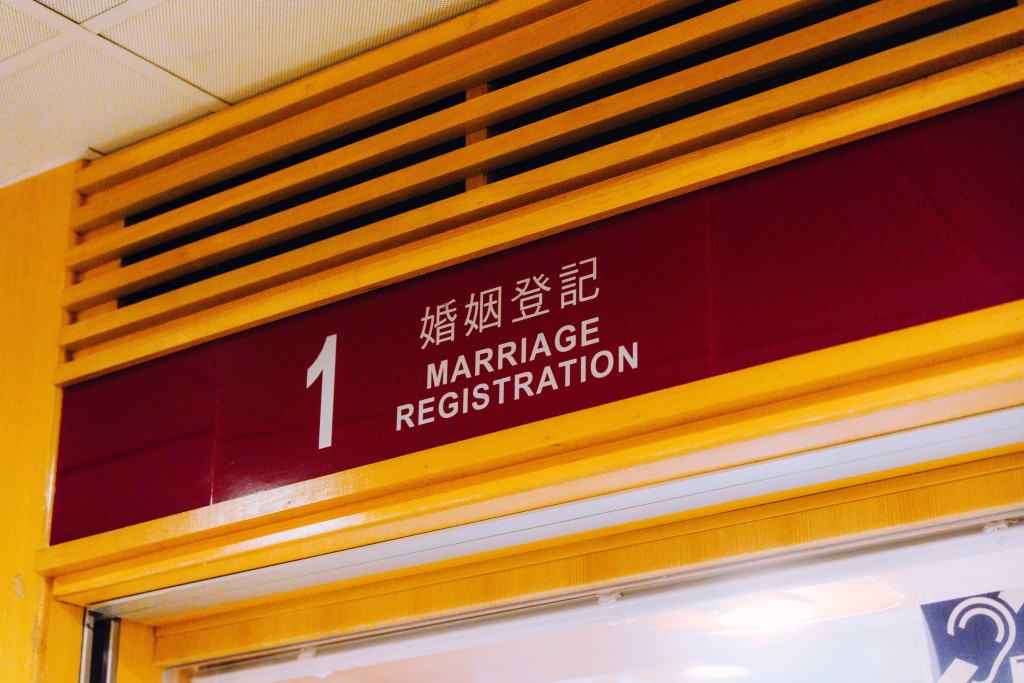 1
婚姻登記
MARRIAGE
REGISTRATION